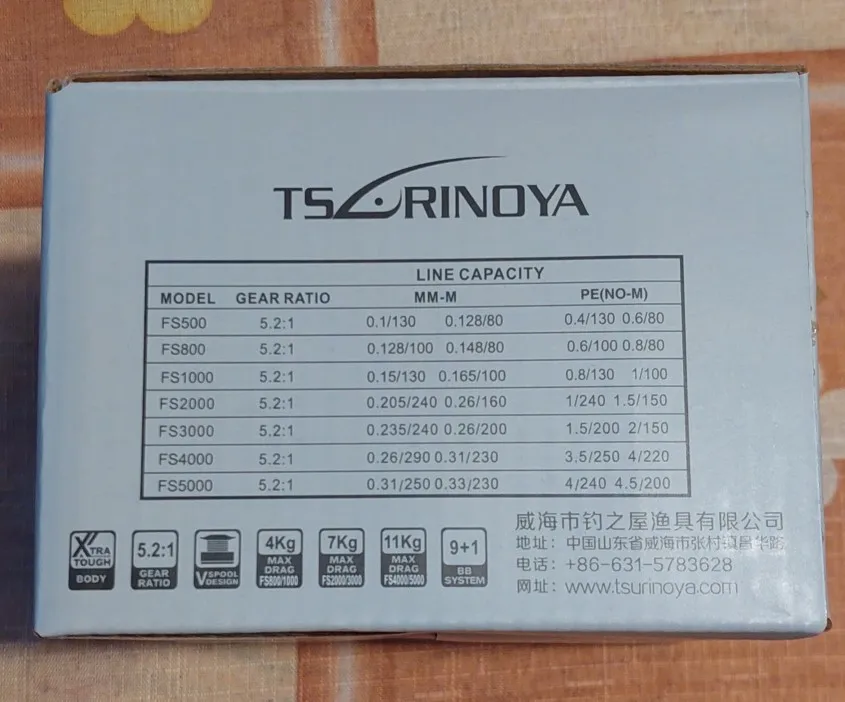 TSURINOYA
LINE CAPACITY
MODEL GEAR RATIO MM-M PE(NO-M)
FS500 5.2:1 0.1/130 0.128/80 0.4/130 0.6/80
FS800 5.2:1 0.128/100 0.148/80 0.6/100 0.8/80
FS1000 5.2:1 0.15/130 0.165/100 0.8/130 1/100
FS2000 5.2:1 0.205/240 0.26/160 1/240 1.5/150
FS3000 5.2:1 0.235/240 0.26/200 1.5/200 2/150
FS4000 5.2:1 0.26/290 0.31/230 3.5/250 4/220
FS5000 5.2:1 0.31/250 0.33/230 4/240 4.5/200
XTRA
TOUGH
BODY
5.2:1
GEAR
RATIO
VSPOOL
DESIGN
4Kg
MAX
DRAG
FS800/1000
7Kg
MAX
DRAG
FS2000/3000
11Kg
MAX
DRAG
FS4000/5000
9+1
BB
SYSTEM
威海市钓之屋渔具有限公司
地址：中国山东省威海市张村镇昌华路
电话：+86-631-5783628
网址：www.tsurinoya.com